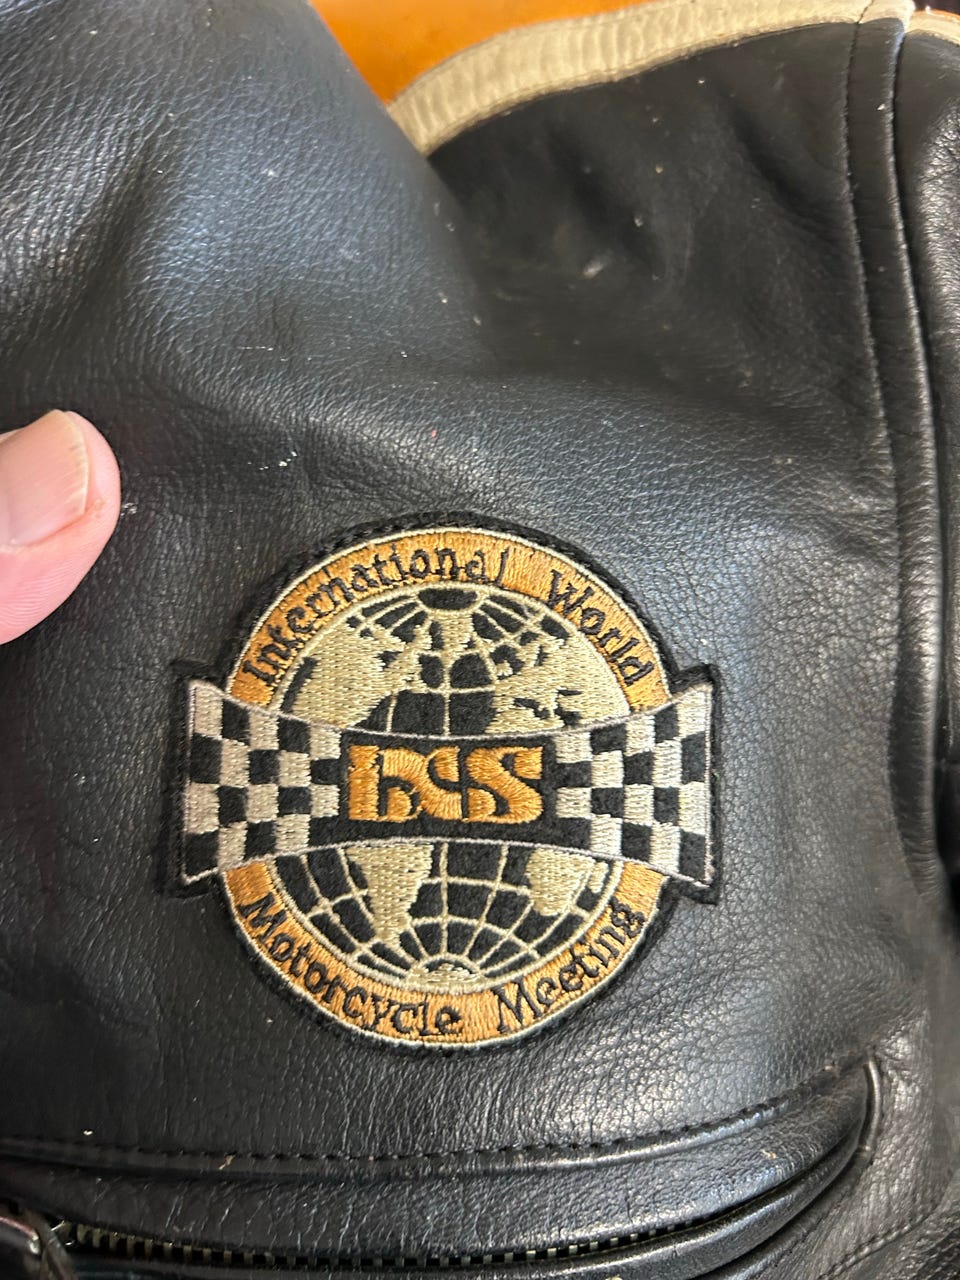 International World
iXS
Motorcycle Meeting